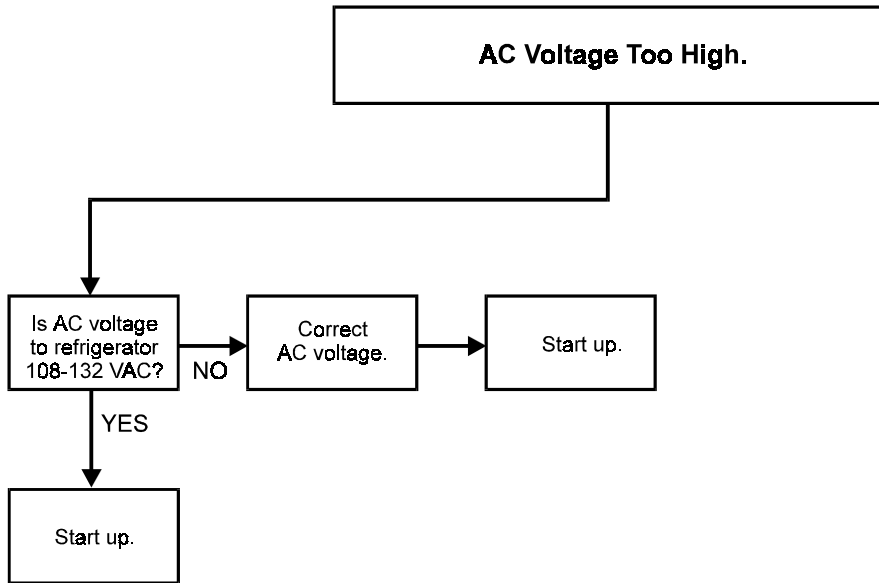 AC Voltage Too High.
Is AC voltage
to refrigerator
108-132 VAC?
NO
Correct
AC voltage.
Start up.
YES
Start up.